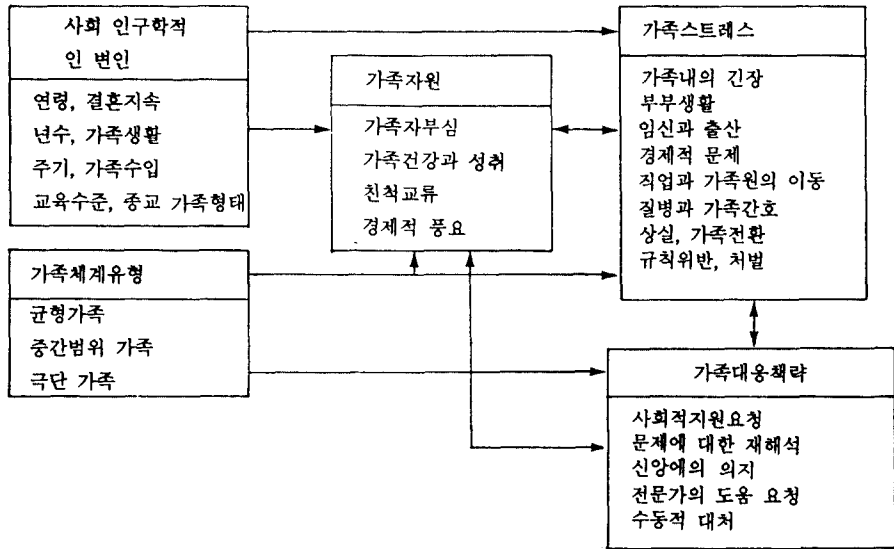 사회 인구학적
인 변인
연령, 결혼지속
년수, 가족생활
주기, 가족수입
교육수준, 종교 가족형태
가족자원
가족자부심
가족건강과 성취
친척교류
경제적 풍요
가족스트레스
가족내의 긴장
부부생활
임신과 출산
경제적 문제
직업과 가족원의 이동
질병과 가족간호
상실, 가족전환
규칙위반, 처벌
가족체계유형
균형가족
중간범위 가족
극단 가족
가족대응책략
사회적지원요청
문제에 대한 재해석
신앙에의 의지
전문가의 도움 요청
수동적 대처